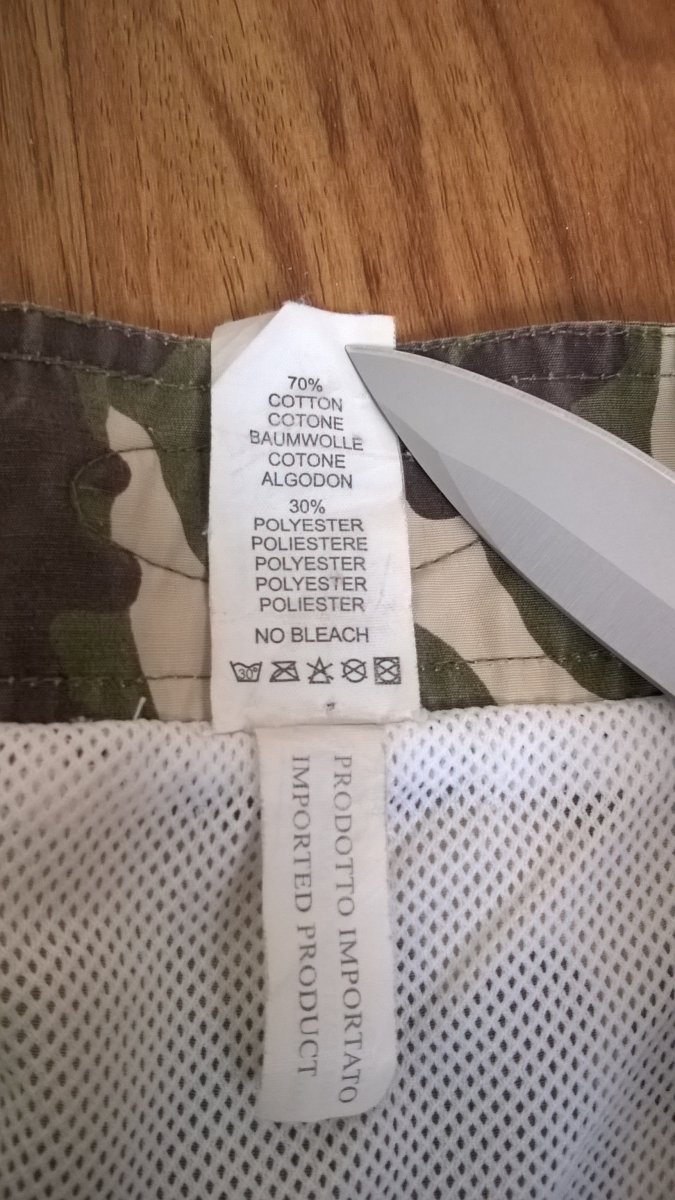 70%
COTTON
COTONE
BAUMWOLLE
COTONE
ALGODON
30%
POLYESTER
POLIESTERE
POLYESTER
POLYESTER
POLIESTER
NO BLEACH
30°
PRODOTTO IMPORTATO
IMPORTED PRODUCT